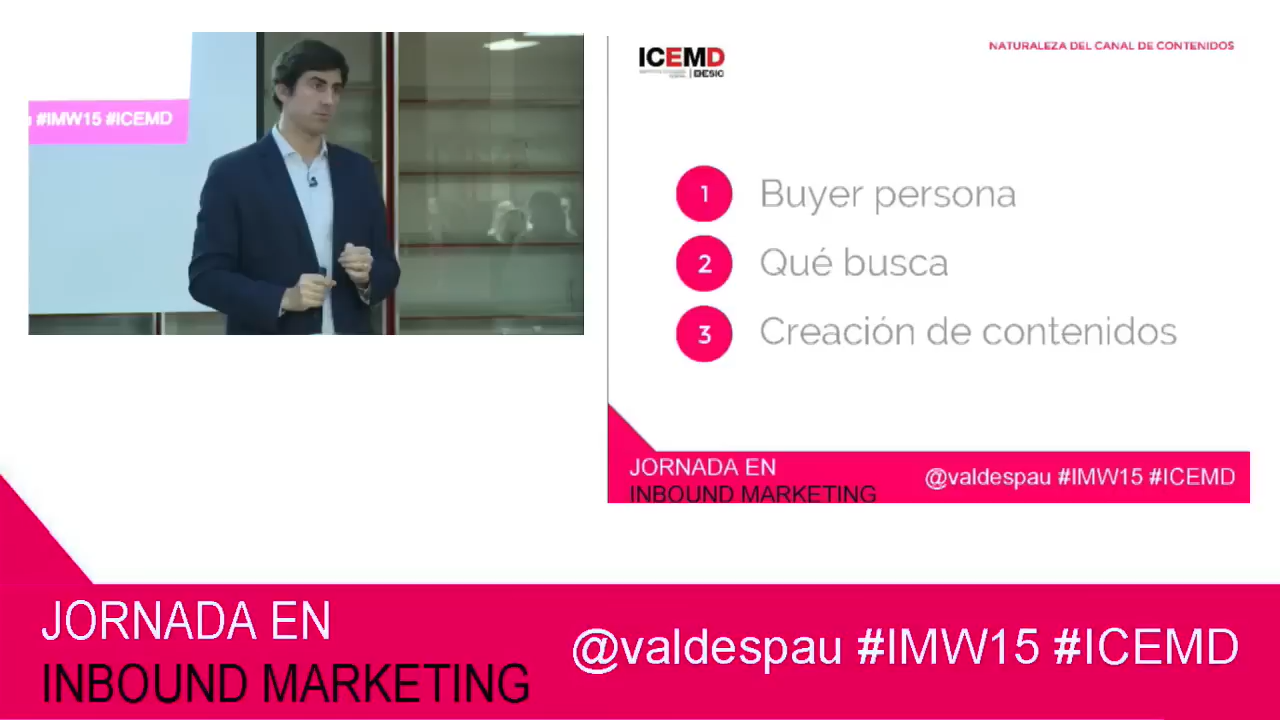 #IMW15 #ICEMD
ICEMD
ESIC
NATURALEZA DEL CANAL DE CONTENIDOS
1 Buyer persona
2 Qué busca
3 Creación de contenidos
JORNADA EN
INBOUND MARKETING
@valdespau #IMW15 #ICEMD
JORNADA EN
INBOUND MARKETING
@valdespau #IMW15 #ICEMD